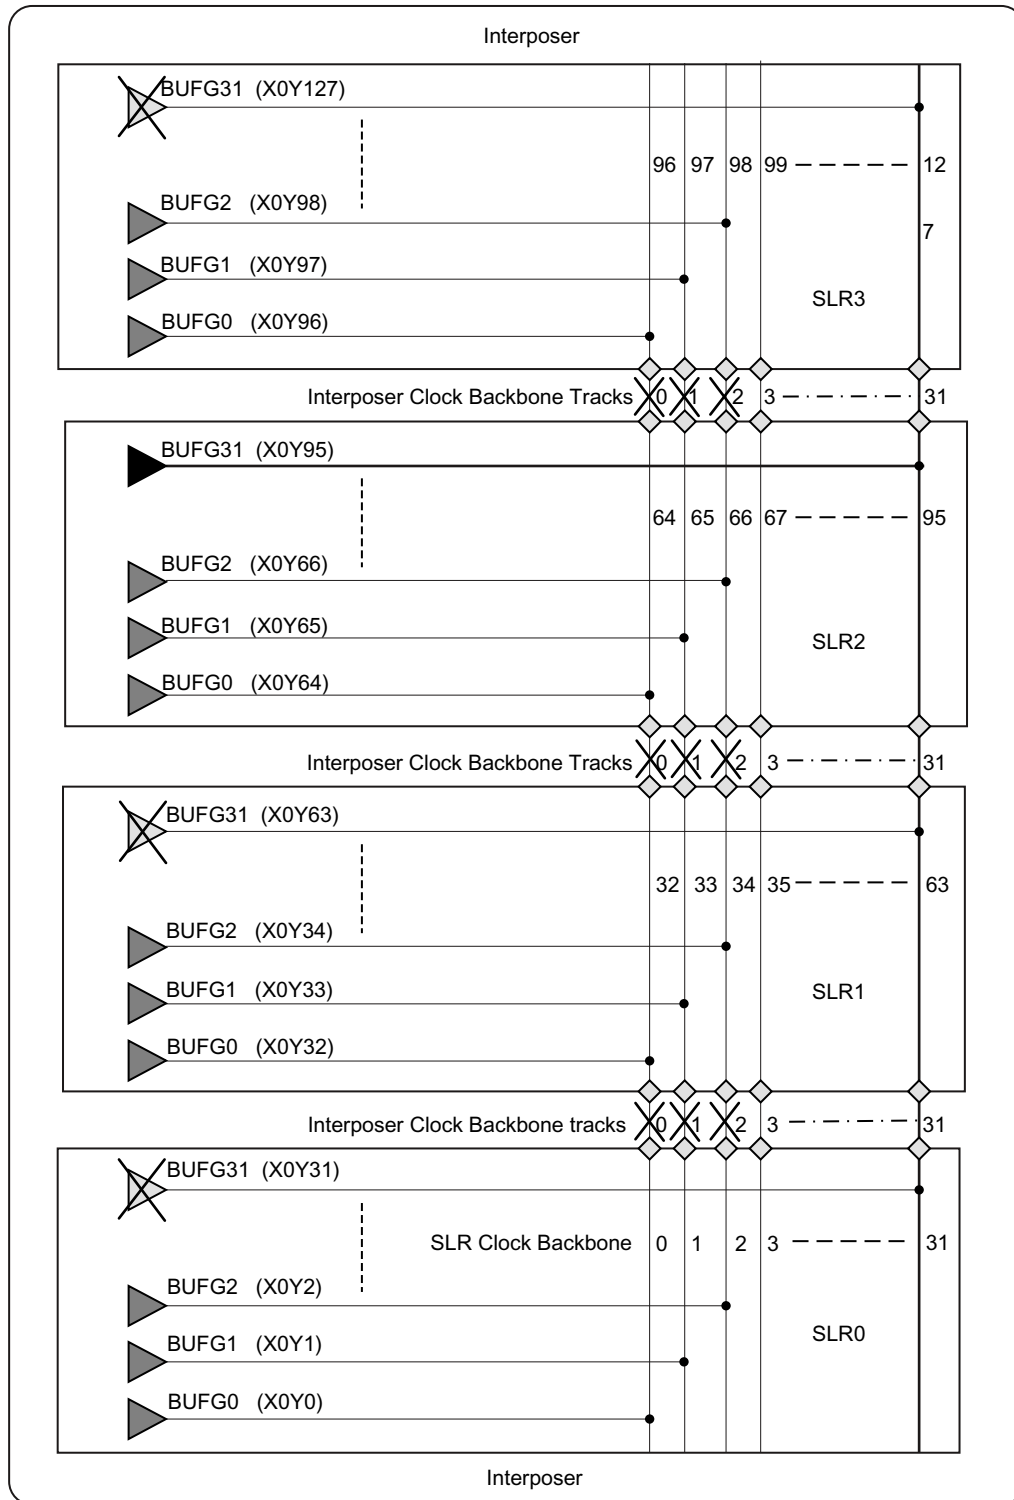 Interposer
BUFG31 (X0Y127)
96 97 98 99 12
BUFG2 (X0Y98)
7
BUFG1 (X0Y97)
SLR3
BUFG0 (X0Y96)
Interposer Clock Backbone Tracks 0 1 2 3 31
BUFG31 (X0Y95)
64 65 66 67 95
BUFG2 (X0Y66)
BUFG1 (X0Y65)
SLR2
BUFG0 (X0Y64)
Interposer Clock Backbone Tracks 0 1 2 3 31
BUFG31 (X0Y63)
32 33 34 35 63
BUFG2 (X0Y34)
BUFG1 (X0Y33)
SLR1
BUFG0 (X0Y32)
Interposer Clock Backbone tracks 0 1 2 3 31
BUFG31 (X0Y31)
SLR Clock Backbone 0 1 2 3 31
BUFG2 (X0Y2)
SLR0
BUFG1 (X0Y1)
BUFG0 (X0Y0)
Interposer